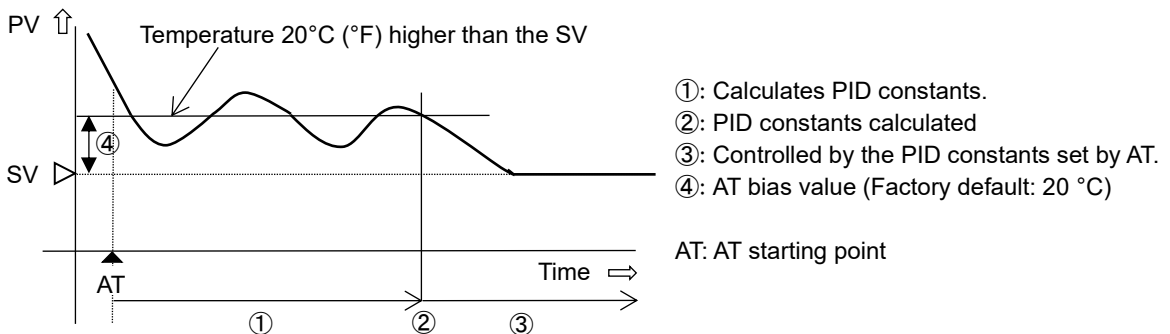 PV ⇧
Temperature 20°C (°F) higher than the SV
④
SV
AT
Time ⇨
① ② ③
①: Calculates PID constants.
②: PID constants calculated
③: Controlled by the PID constants set by AT.
④: AT bias value (Factory default: 20 °C)
AT: AT starting point